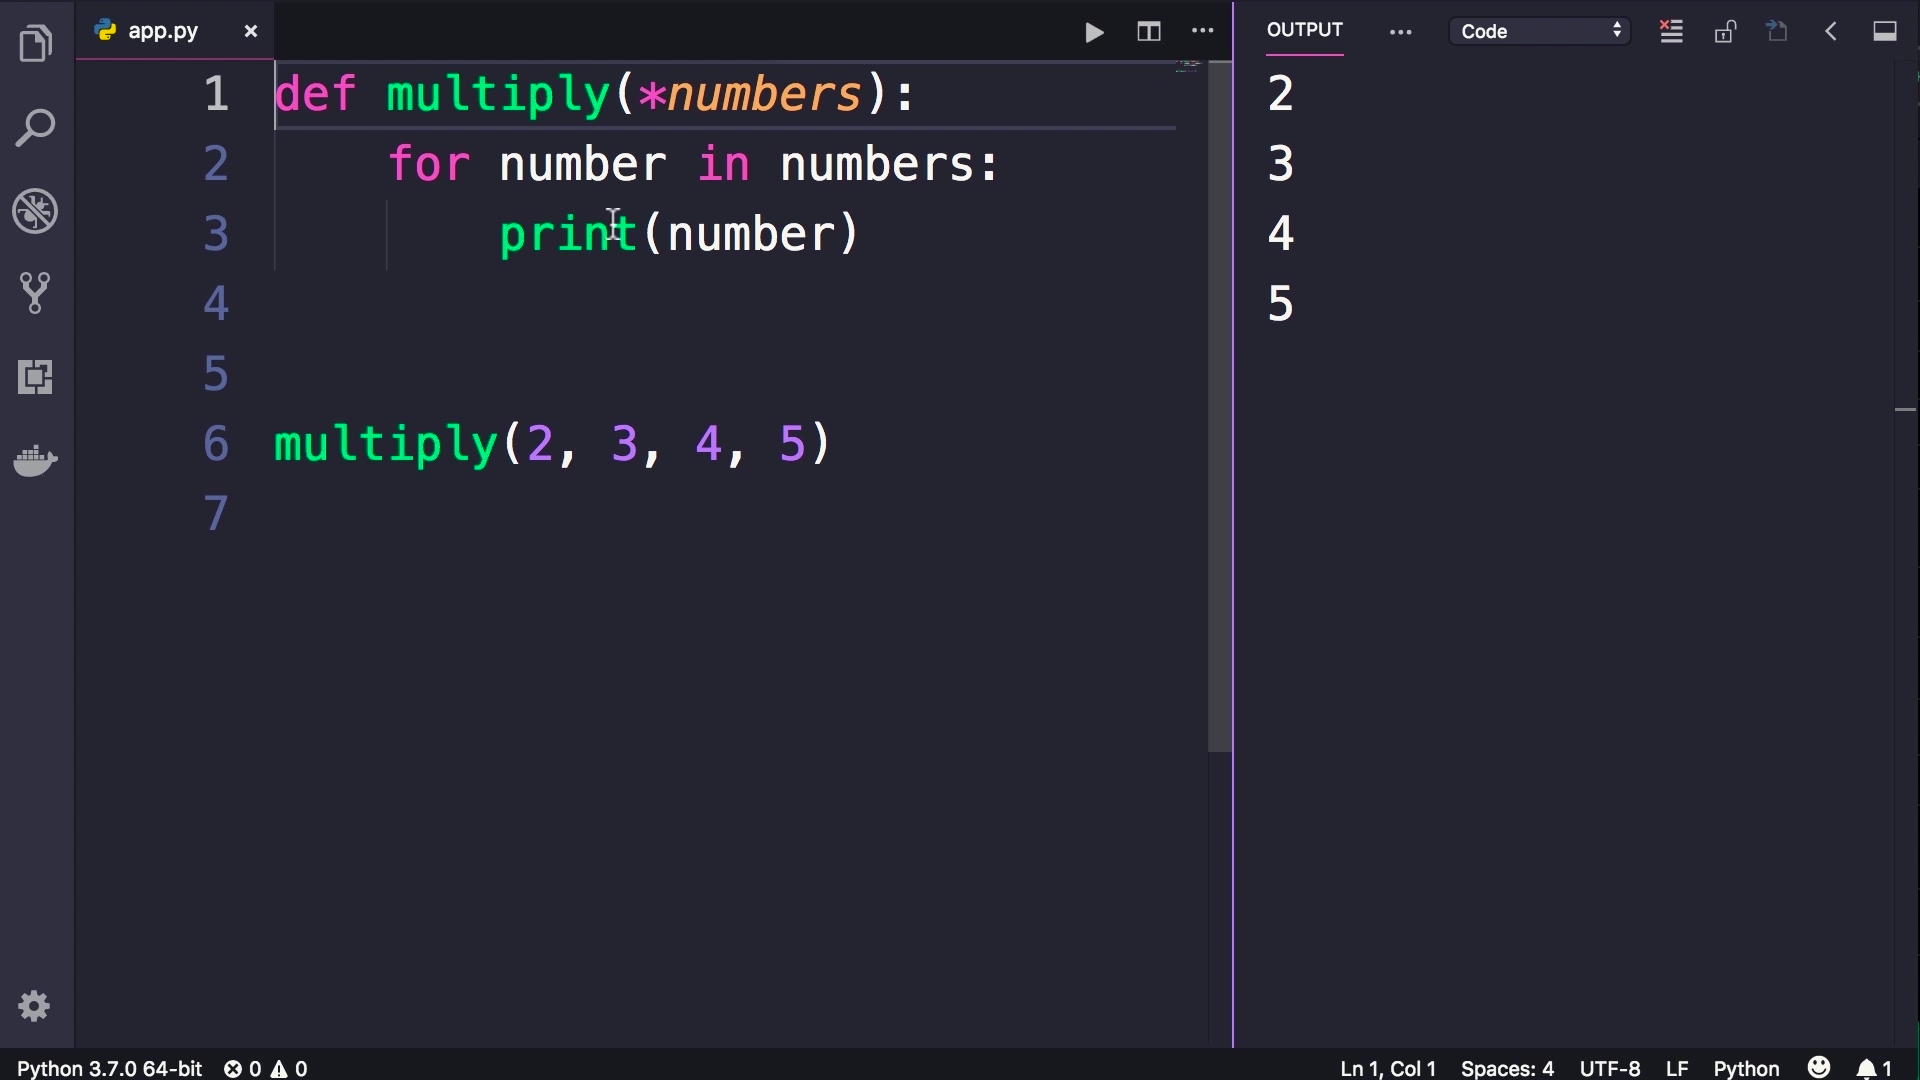 app.py
OUTPUT
Code
1 def multiply(*numbers):
2 for number in numbers:
3 print(number)
4
5
6 multiply(2, 3, 4, 5)
7
2
3
4
5
Python 3.7.0 64-bit 0 0
Ln 1, Col 1 Spaces: 4 UTF-8 LF Python 1